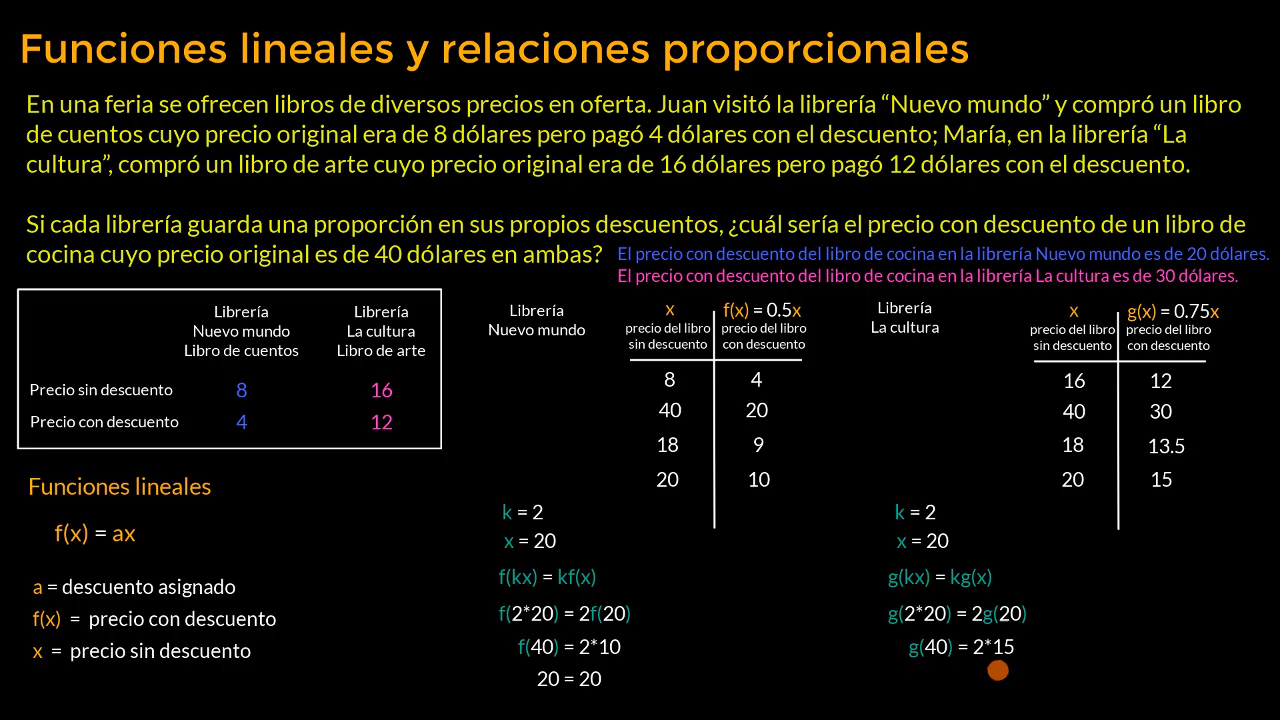 Funciones lineales y relaciones proporcionales
En una feria se ofrecen libros de diversos precios en oferta. Juan visitó la librería “Nuevo mundo” y compró un libro
de cuentos cuyo precio original era de 8 dólares pero pagó 4 dólares con el descuento; María, en la librería “La
cultura”, compró un libro de arte cuyo precio original era de 16 dólares pero pagó 12 dólares con el descuento.
Si cada librería guarda una proporción en sus propios descuentos, ¿cuál sería el precio con descuento de un libro de
cocina cuyo precio original es de 40 dólares en ambas?
El precio con descuento del libro de cocina en la librería Nuevo mundo es de 20 dólares.
El precio con descuento del libro de cocina en la librería La cultura es de 30 dólares.
Librería Librería
Nuevo mundo La cultura
Libro de cuentos Libro de arte
Precio sin descuento 8 16
Precio con descuento 4 12
Funciones lineales
f(x) = ax
a = descuento asignado
f(x) = precio con descuento
x = precio sin descuento
Librería
Nuevo mundo
x f(x) = 0.5x
precio del libro precio del libro
sin descuento con descuento
8 4
40 20
18 9
20 10
k = 2
x = 20
f(kx) = kf(x)
f(2*20) = 2f(20)
f(40) = 2*10
20 = 20
Librería
La cultura
x g(x) = 0.75x
precio del libro precio del libro
sin descuento con descuento
16 12
40 30
18 13.5
20 15
k = 2
x = 20
g(kx) = kg(x)
g(2*20) = 2g(20)
g(40) = 2*15